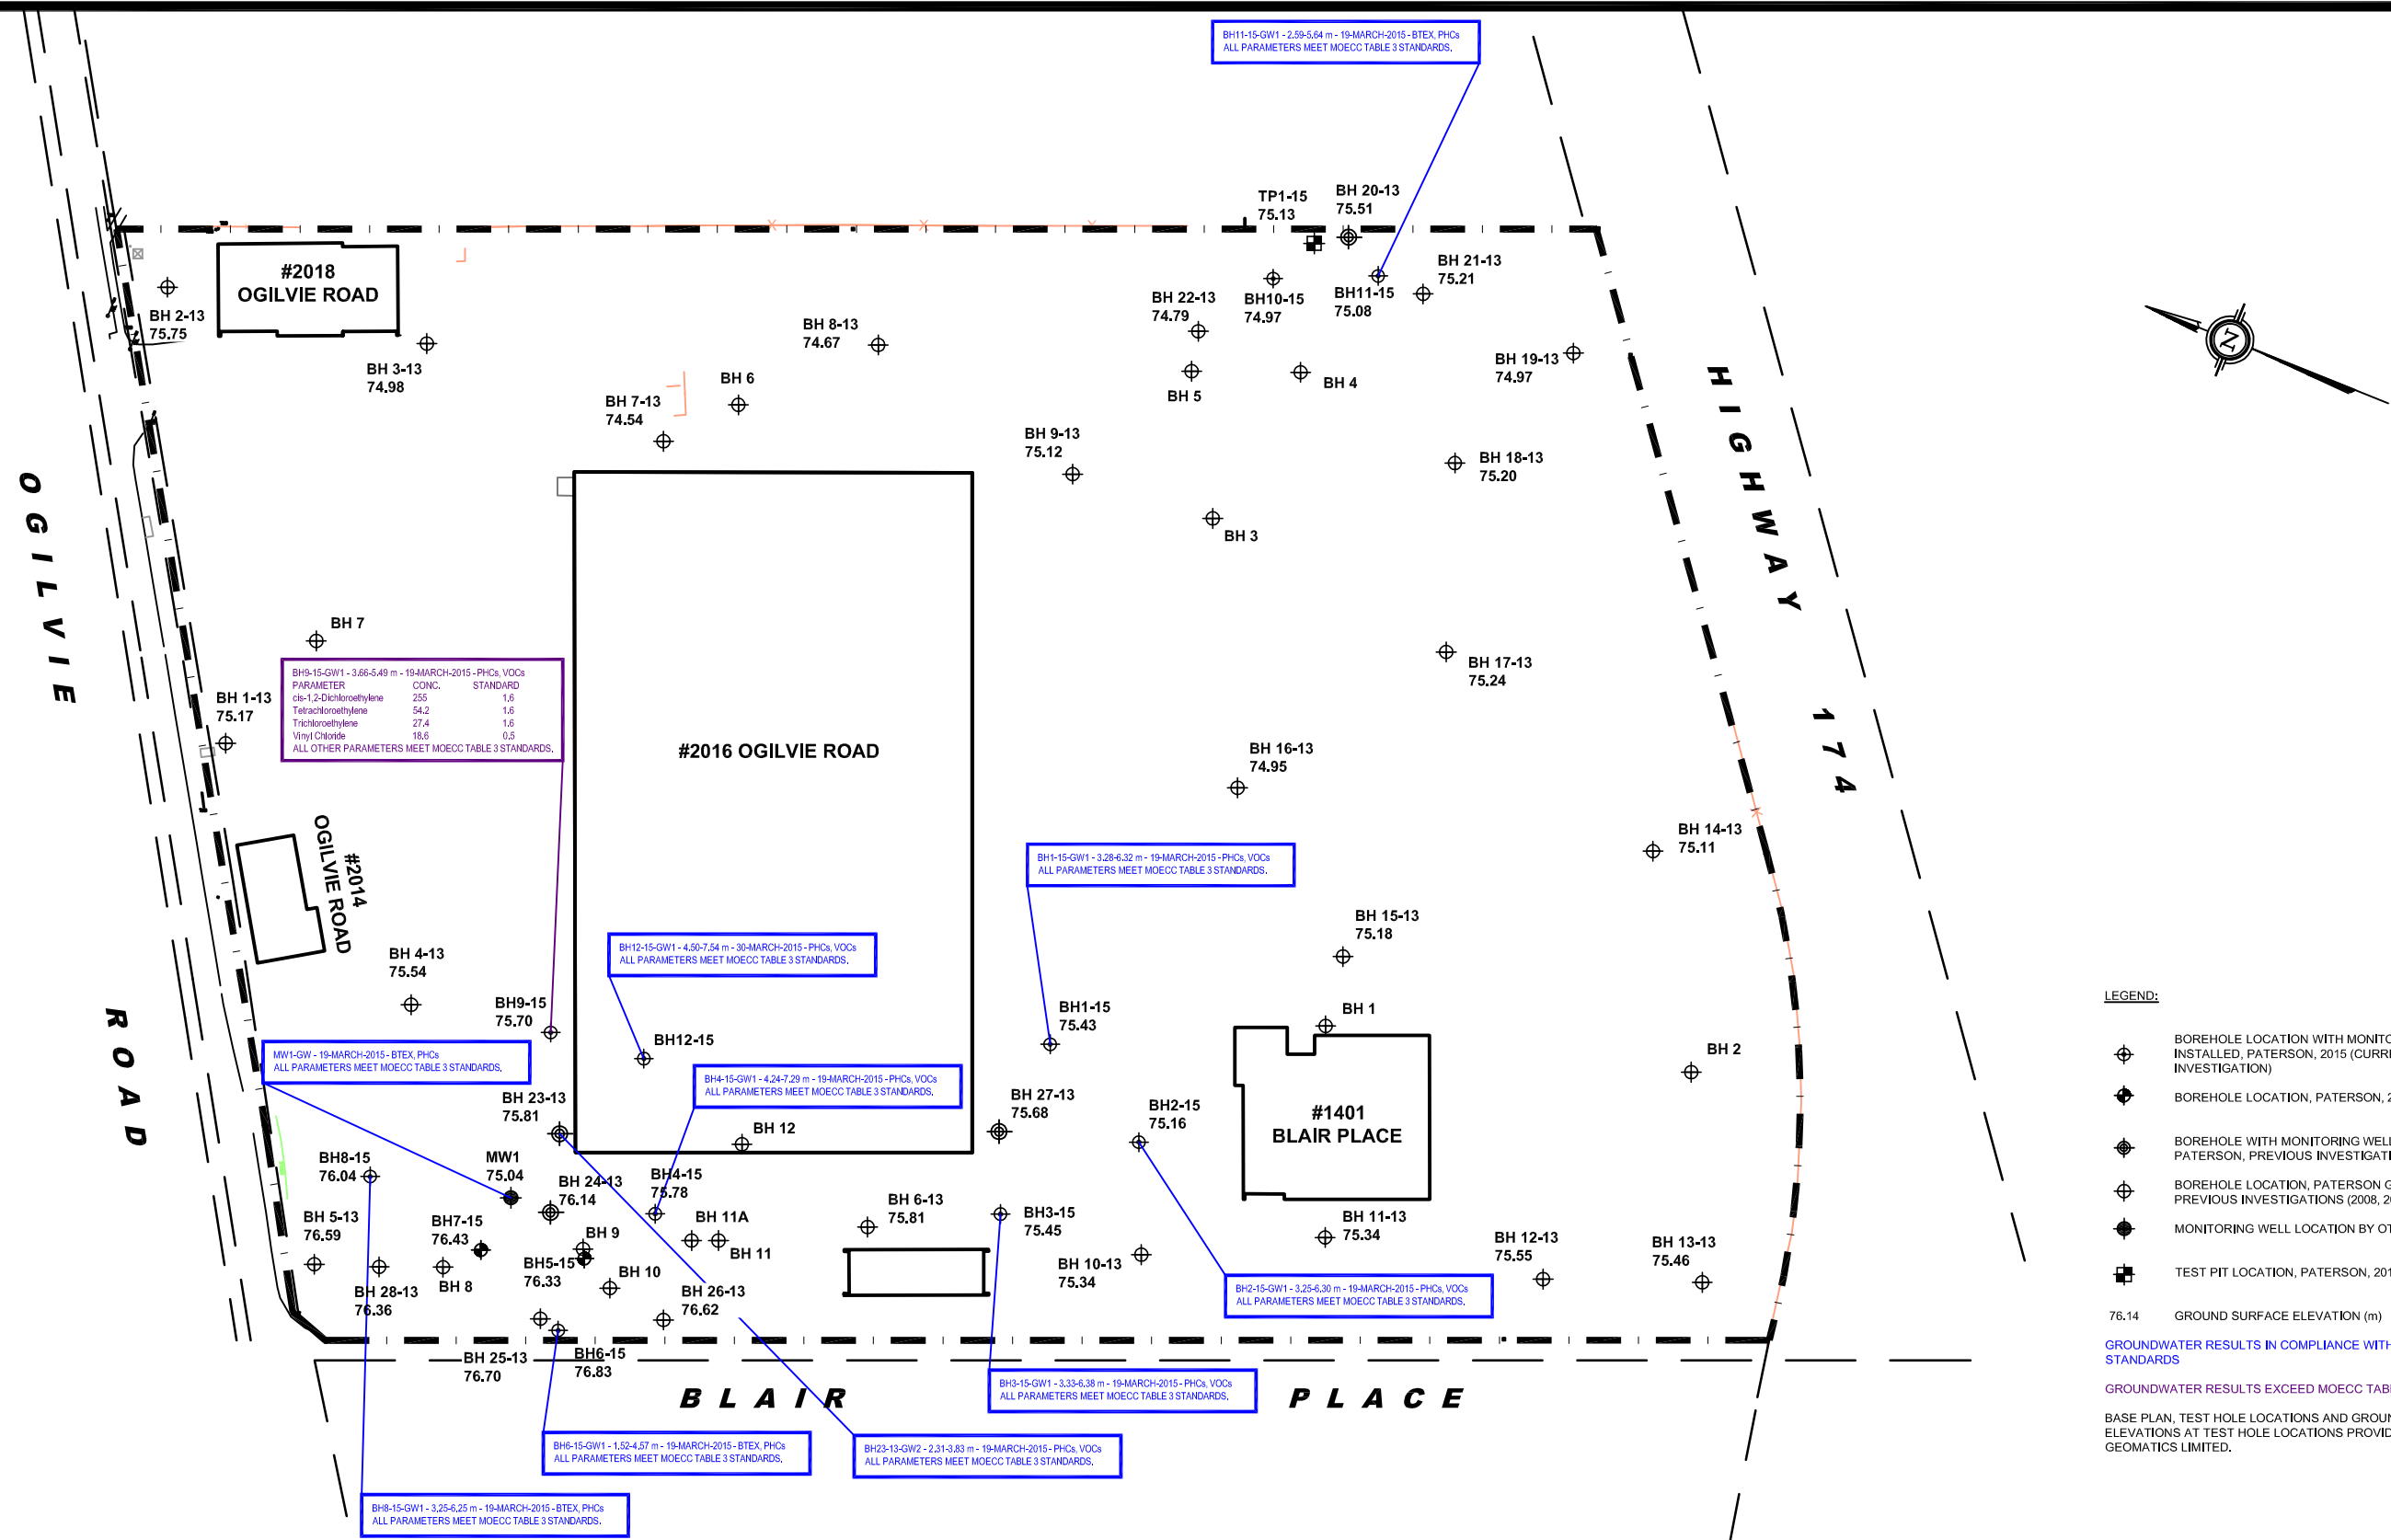 BH11-15-GW1 - 2.59-5.64 m - 19-MARCH-2015 - BTEX, PHCs
ALL PARAMETERS MEET MOECC TABLE 3 STANDARDS.
TP1-15
75.13
BH 20-13
75.51
#2018
OGILVIE ROAD
BH 2-13
75.75
BH 3-13
74.98
BH 8-13
74.67
BH 22-13
74.79
BH10-15
74.97
BH11-15
75.08
BH 21-13
75.21
BH 6
BH 7-13
74.54
BH 5
BH 4
BH 19-13
74.97
BH 9-13
75.12
BH 18-13
75.20
BH 3
HIGHWAY 174
OGILVIE ROAD
N
BH 7
BH 1-13
75.17
BH9-15-GW1 - 3.66-5.49 m - 19-MARCH-2015 - PHCs, VOCs
PARAMETER CONC. STANDARD
cis-1,2-Dichloroethylene 255 1.6
Tetrachloroethylene 54.2 1.6
Trichloroethylene 27.4 1.6
Vinyl Chloride 18.6 0.5
ALL OTHER PARAMETERS MEET MOECC TABLE 3 STANDARDS.
#2016 OGILVIE ROAD
BH 17-13
75.24
BH 16-13
74.95
BH 14-13
75.11
#2014
OGILVIE ROAD
BH1-15-GW1 - 3.28-6.32 m - 19-MARCH-2015 - PHCs, VOCs
ALL PARAMETERS MEET MOECC TABLE 3 STANDARDS.
BH 15-13
75.18
BH 4-13
75.54
BH12-15-GW1 - 4.50-7.54 m - 30-MARCH-2015 - PHCs, VOCs
ALL PARAMETERS MEET MOECC TABLE 3 STANDARDS.
BH9-15
75.70
BH12-15
BH1-15
75.43
BH 1
BH 2
MW1-GW - 19-MARCH-2015 - BTEX, PHCs
ALL PARAMETERS MEET MOECC TABLE 3 STANDARDS.
BH4-15-GW1 - 4.24-7.29 m - 19-MARCH-2015 - PHCs, VOCs
ALL PARAMETERS MEET MOECC TABLE 3 STANDARDS.
BH 23-13
75.81
BH 12
BH 27-13
75.68
BH2-15
75.16
#1401
BLAIR PLACE
BH8-15
76.04
MW1
75.04
BH 24-13
76.14
BH4-15
75.78
BH 5-13
76.59
BH7-15
76.43
BH 9
BH 11A
BH 11
BH 6-13
75.81
BH3-15
75.45
BH 11-13
75.34
BH 12-13
75.55
BH 13-13
75.46
BH 28-13
76.36
BH 8
BH5-15
76.33
BH 10
BH 26-13
76.62
BH 10-13
75.34
BH2-15-GW1 - 3.25-6.30 m - 19-MARCH-2015 - PHCs, VOCs
ALL PARAMETERS MEET MOECC TABLE 3 STANDARDS.
BH 25-13
76.70
BH6-15
76.83
BLAIR PLACE
BH3-15-GW1 - 3.33-6.38 m - 19-MARCH-2015 - PHCs, VOCs
ALL PARAMETERS MEET MOECC TABLE 3 STANDARDS.
BH6-15-GW1 - 1.52-4.57 m - 19-MARCH-2015 - BTEX, PHCs
ALL PARAMETERS MEET MOECC TABLE 3 STANDARDS.
BH23-13-GW2 - 2.31-3.83 m - 19-MARCH-2015 - PHCs, VOCs
ALL PARAMETERS MEET MOECC TABLE 3 STANDARDS.
BH8-15-GW1 - 3.25-6.25 m - 19-MARCH-2015 - BTEX, PHCs
ALL PARAMETERS MEET MOECC TABLE 3 STANDARDS.
LEGEND:
BOREHOLE LOCATION WITH
INSTALLED, PATERSON, 2015
INVESTIGATION)
BOREHOLE LOCATION, PATERSON,
BOREHOLE WITH MONITORING WELL
PATERSON, PREVIOUS
BOREHOLE LOCATION, PATERSON
PREVIOUS INVESTIGATIONS (2008,
MONITORING WELL LOCATION BY
TEST PIT LOCATION, PATERSON,
76.14 GROUND SURFACE ELEVATION (m)
GROUNDWATER RESULTS IN COMPLIANCE WITH
STANDARDS
GROUNDWATER RESULTS EXCEED MOECC
BASE PLAN, TEST HOLE LOCATIONS AND
ELEVATIONS AT TEST HOLE LOCATIONS
GEOMATICS LIMITED.